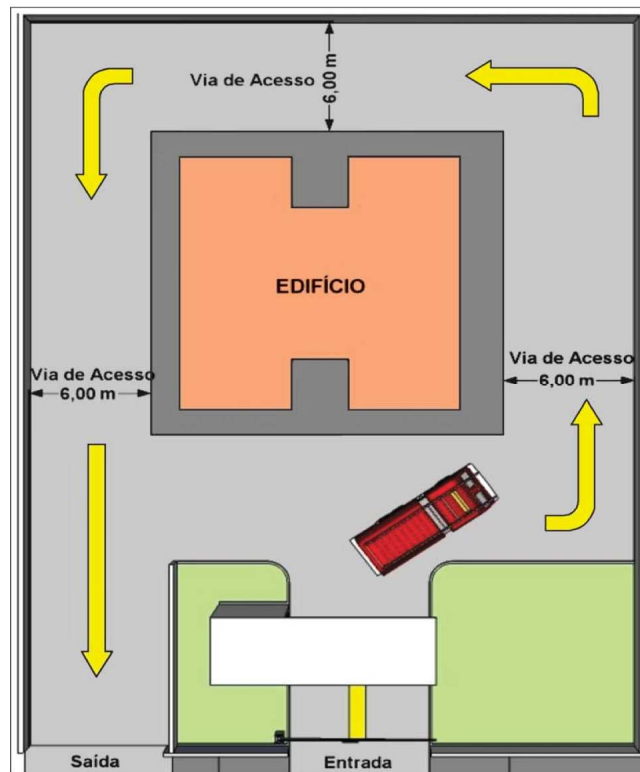 Via de Acesso
6,00 m
EDIFÍCIO
Via de Acesso
6,00 m
Via de Acesso
6,00 m
Saída
Entrada